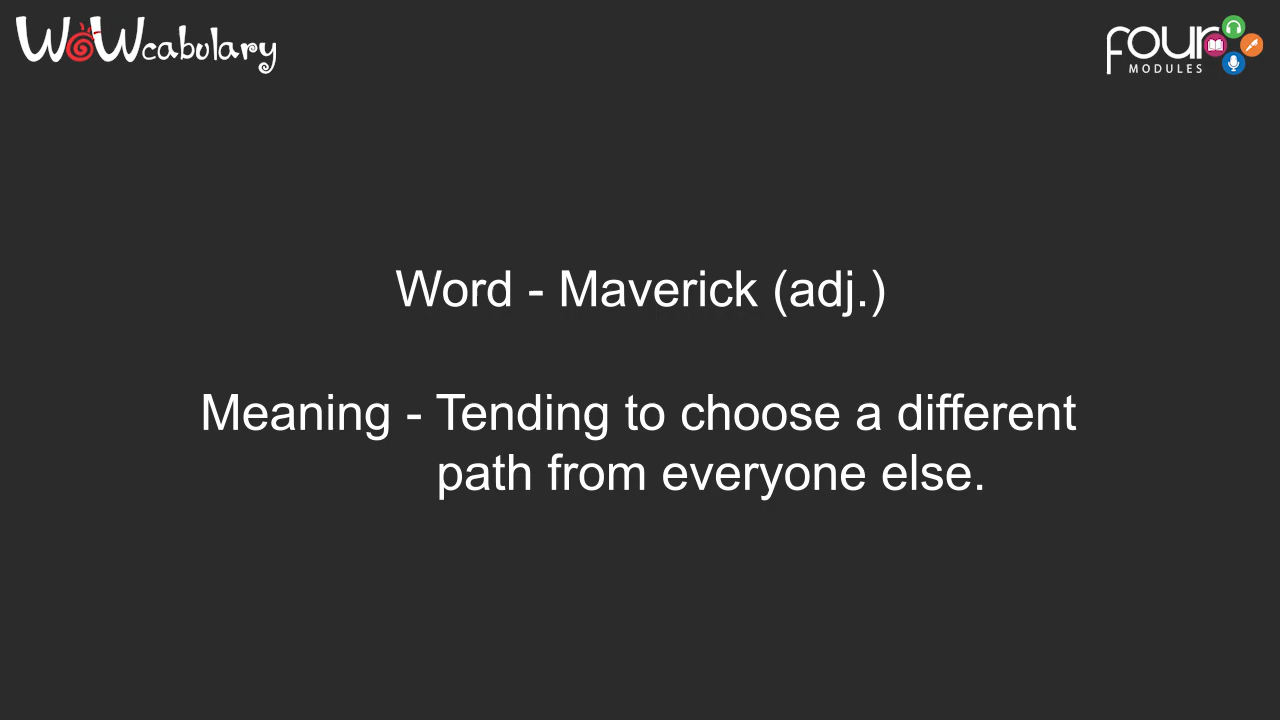 WoWcabulary
four
MODULES
Word - Maverick (adj.)
Meaning - Tending to choose a different
path from everyone else.